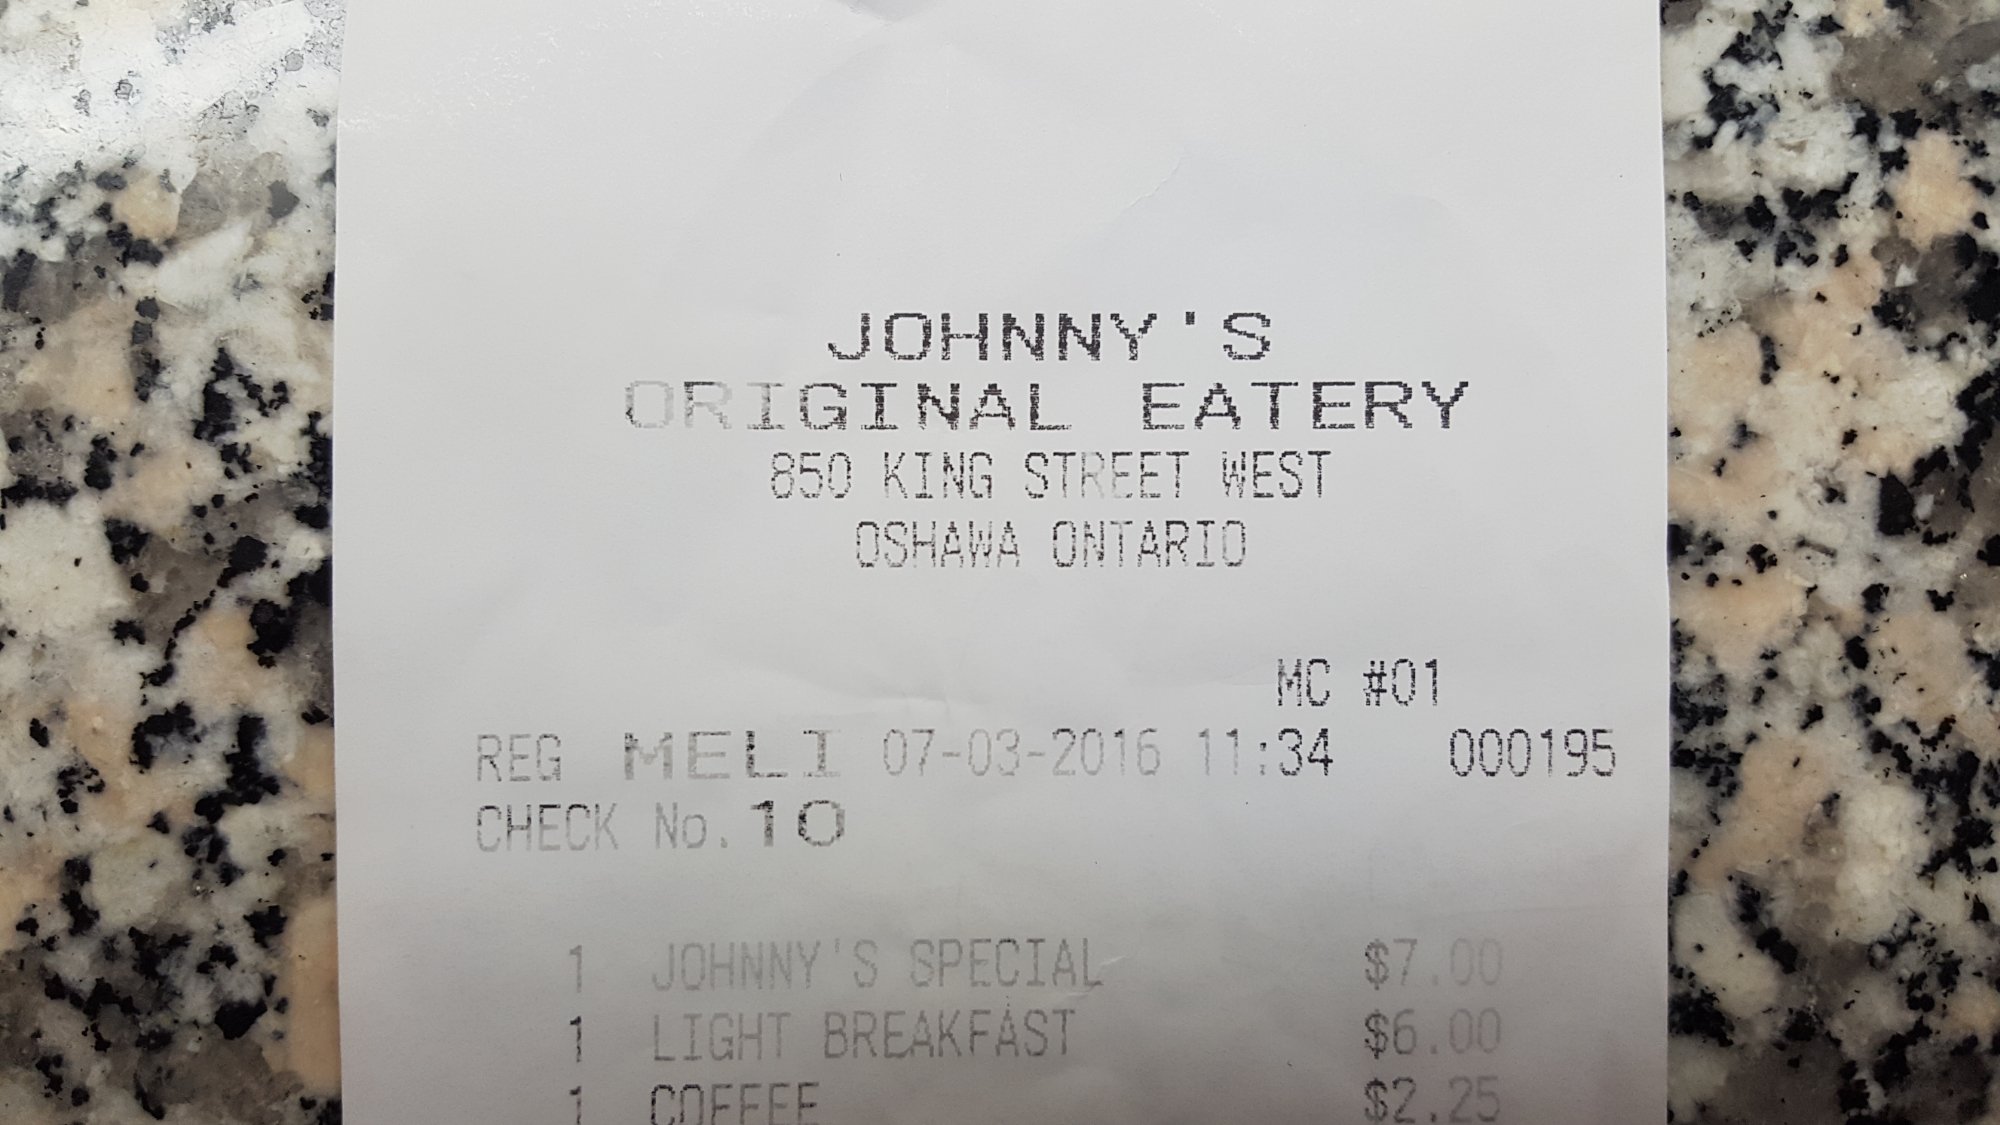 JOHNNY'S
ORIGINAL EATERY
850 KING STREET WEST
OSHAWA ONTARIO
MC #01
REG MELI 07-03-2016 11:34 000195
CHECK No. 10
1 JOHNNY'S SPECIAL $7.00
1 LIGHT BREAKFAST $6.00
1 COFFEE $2.25